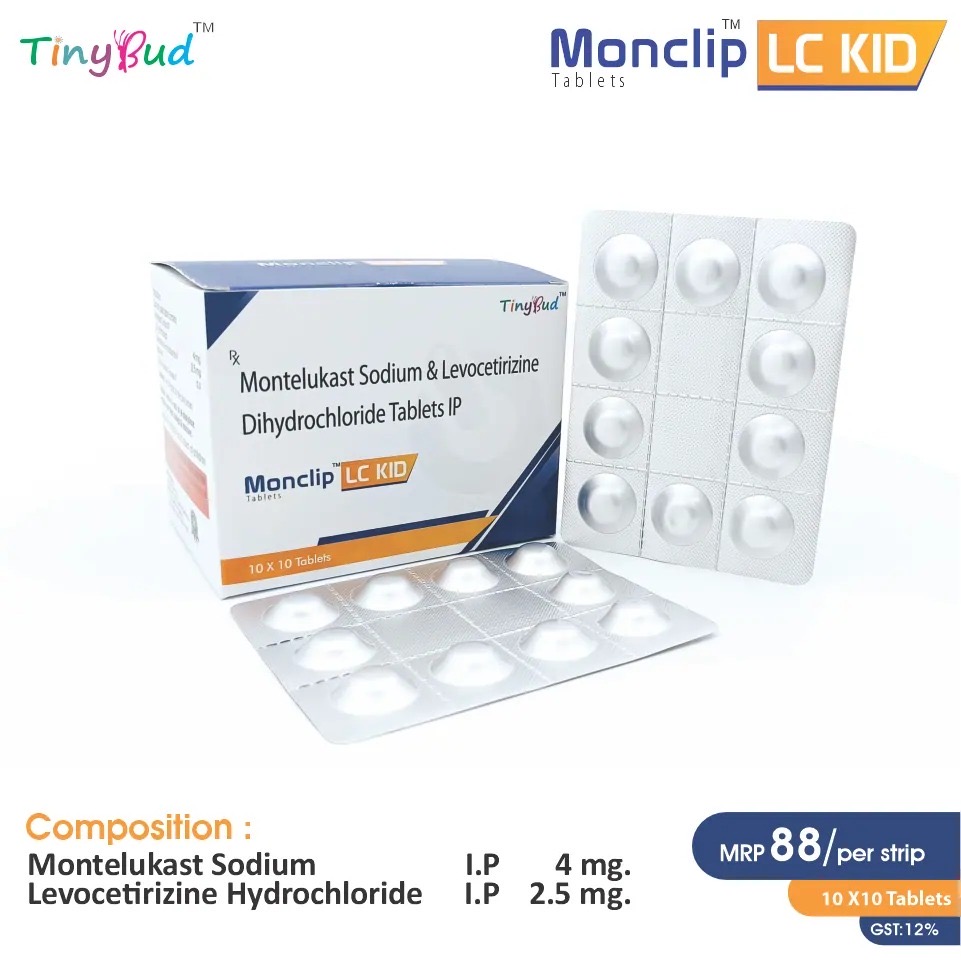 TinyBud™
Monclip™ LC KID
Tablets
Monclip
TinyBud™
Rx
Montelukast Sodium & Levocetirizine
Dihydrochloride Tablets IP
Monclip™ LC KID
Tablets
10 X 10 Tablets
Composition :
Montelukast Sodium I.P 4 mg.
Levocetirizine Hydrochloride I.P 2.5 mg.
MRP 88/per strip
10 X10 Tablets
GST:12%